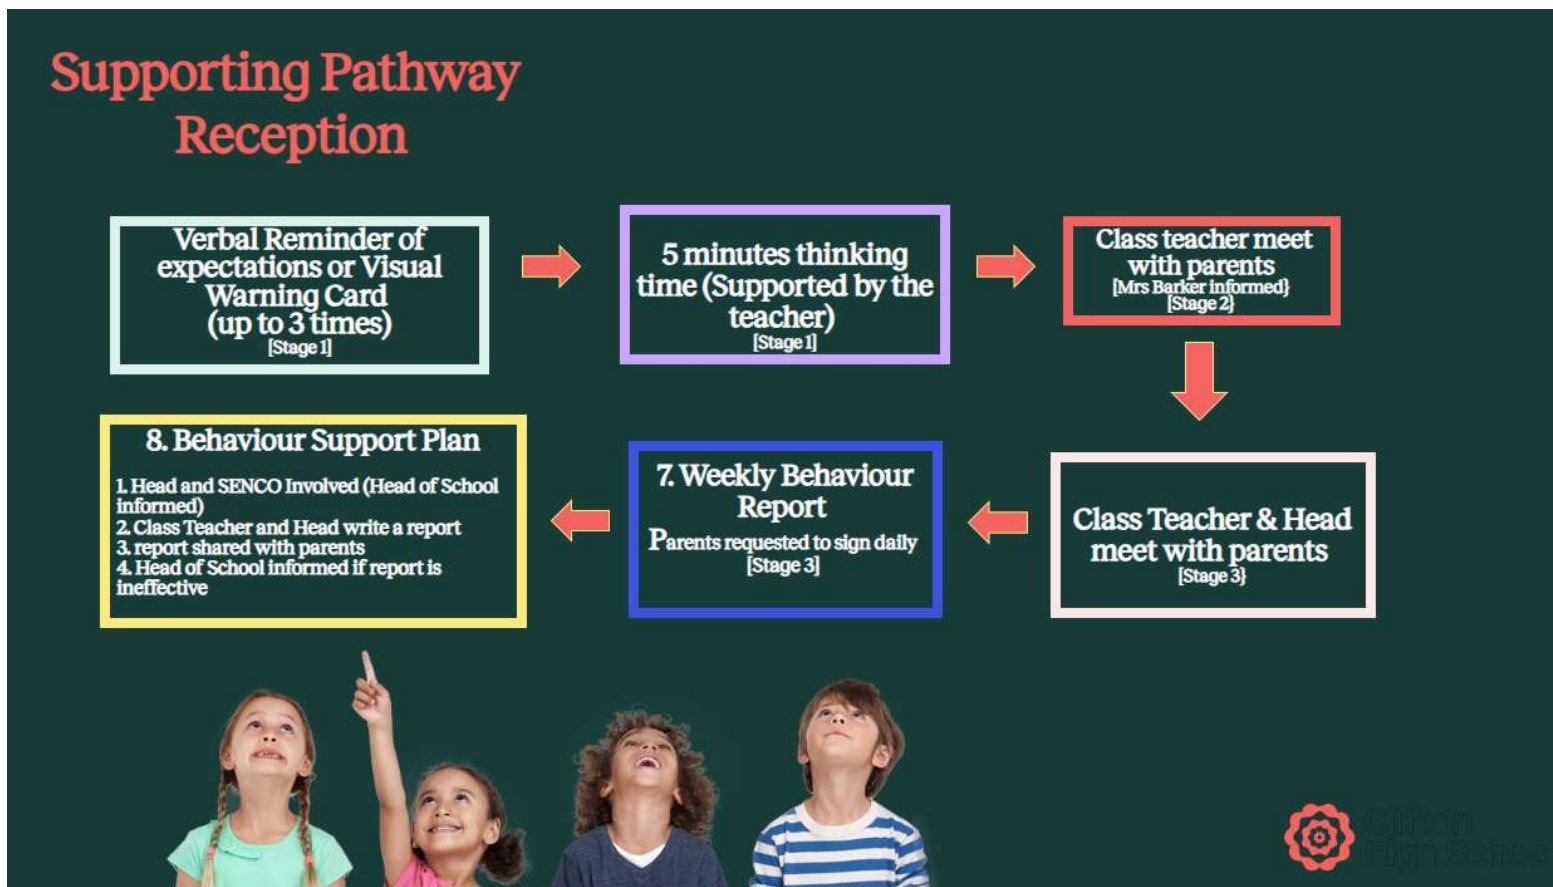 Supporting Pathway
Reception
Verbal Reminder of
expectations or Visual
Warning Card
(up to 3 times)
[Stage 1]
5 minutes thinking
time (Supported by the
teacher)
[Stage 1]
Class teacher meet
with parents
[Mrs Barker informed}
[Stage 2}
Class Teacher & Head
meet with parents
[Stage 3}
7. Weekly Behaviour
Report
Parents requested to sign daily
[Stage 3]
8. Behaviour Support Plan
1. Head and SENCO Involved (Head of School
informed)
2. Class Teacher and Head write a report
3. report shared with parents
4. Head of School informed if report is
ineffective
Clifton
High School